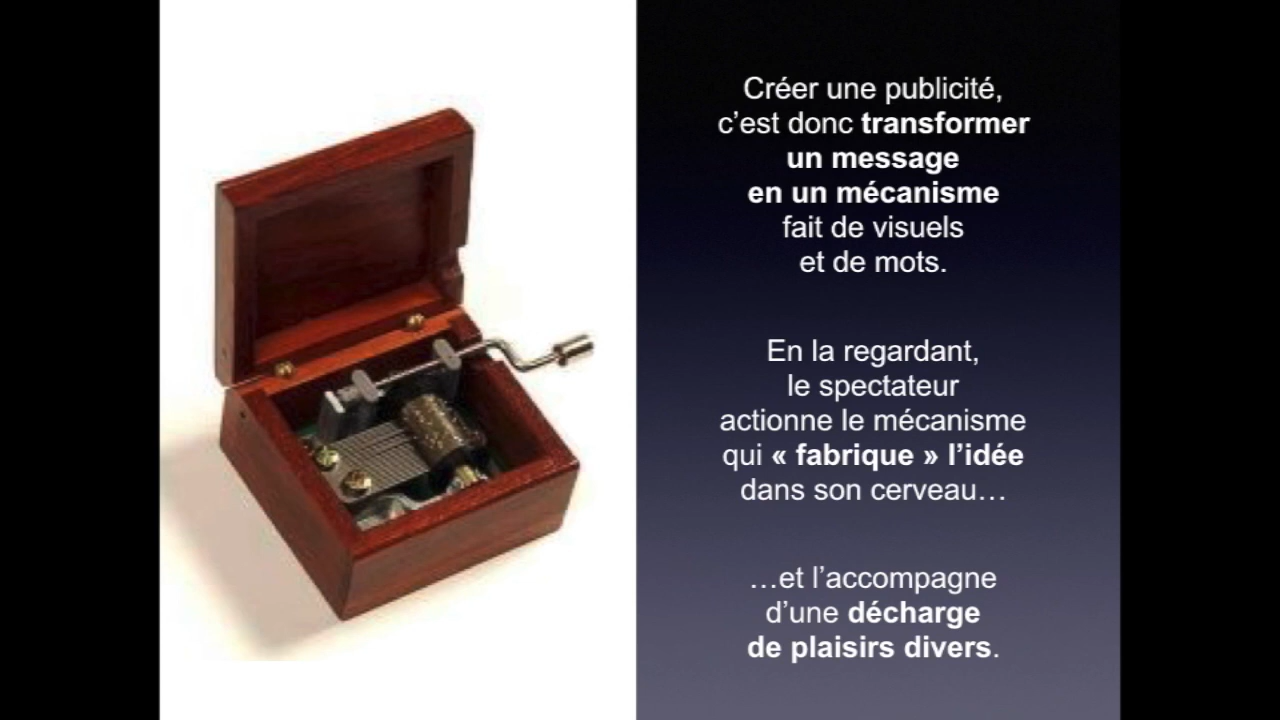 Créer une publicité,
c’est donc transformer
un message
en un mécanisme
fait de visuels
et de mots.
En la regardant,
le spectateur
actionne le mécanisme
qui « fabrique » l’idée
dans son cerveau…
…et l’accompagne
d’une décharge
de plaisirs divers.